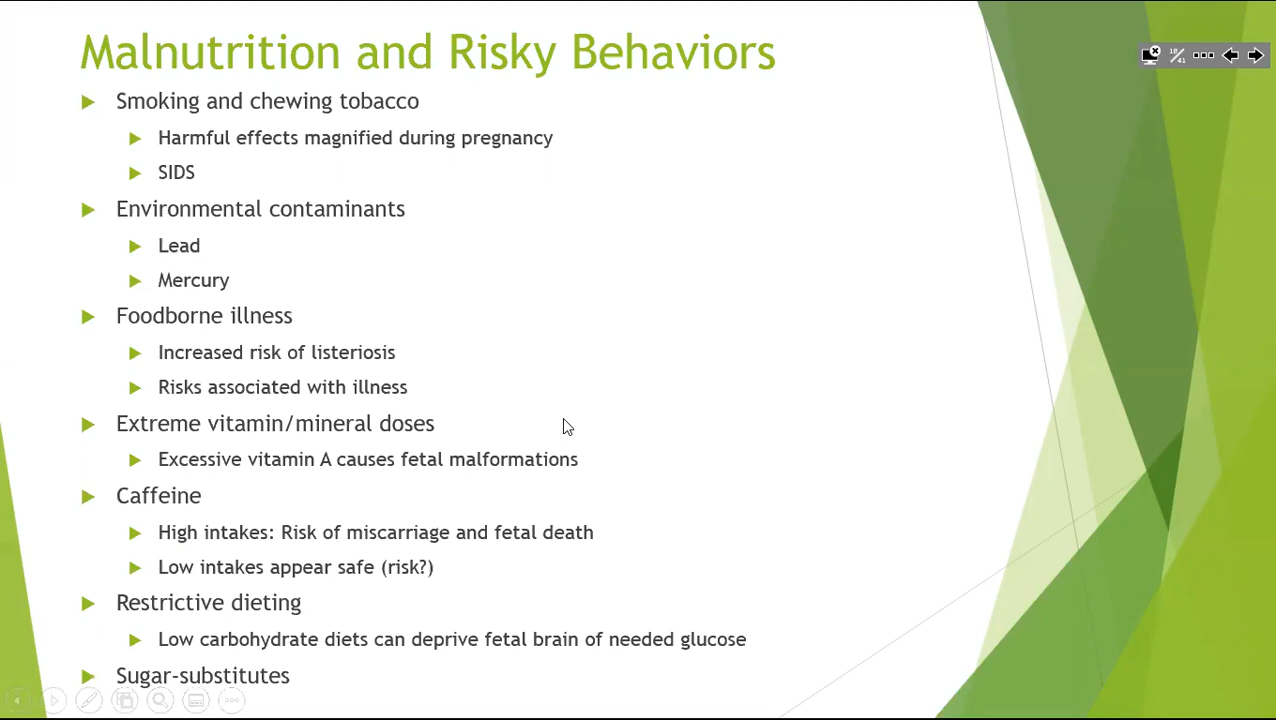 Malnutrition and Risky Behaviors
Smoking and chewing tobacco
Harmful effects magnified during pregnancy
SIDS
Environmental contaminants
Lead
Mercury
Foodborne illness
Increased risk of listeriosis
Risks associated with illness
Extreme vitamin/mineral doses
Excessive vitamin A causes fetal malformations
Caffeine
High intakes: Risk of miscarriage and fetal death
Low intakes appear safe (risk?)
Restrictive dieting
Low carbohydrate diets can deprive fetal brain of needed glucose
Sugar-substitutes